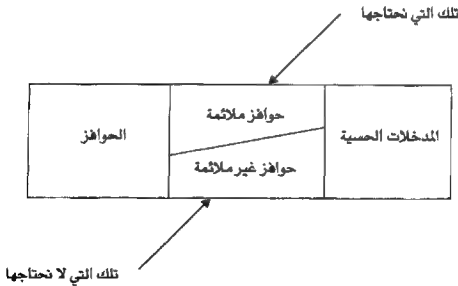 تلك التي نحتاجها
المدخلات الحسية
حوافز ملائمة
حوافز غير ملائمة
الحوافز
تلك التي لا نحتاجها